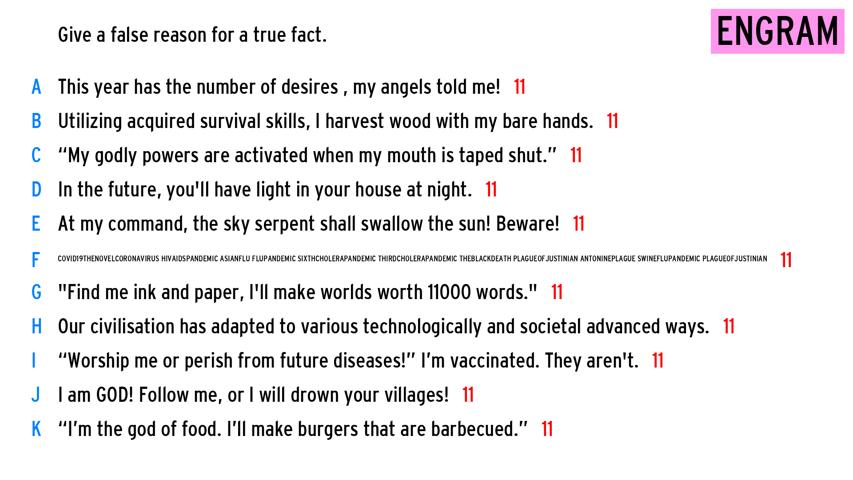 Give a false reason for a true fact.
ENGRAM
A This year has the number of desires , my angels told me! 11
B Utilizing acquired survival skills, I harvest wood with my bare hands. 11
C “My godly powers are activated when my mouth is taped shut.” 11
D In the future, you'll have light in your house at night. 11
E At my command, the sky serpent shall swallow the sun! Beware! 11
F COVID19THENOVELCORONAVIRUS HIVAIDSPANDEMIC ASIANFLU FLUPANDEMIC SIXTHCHOLERAPANDEMIC THIRDCHOLERAPANDEMIC THEBLACKDEATH PLAGUEOFJUSTINIAN ANTONINEPLAGUE SWINEFLUPANDEMIC PLAGUEOFJUSTINIAN 11
G "Find me ink and paper, I'll make worlds worth 11000 words." 11
H Our civilisation has adapted to various technologically and societal advanced ways. 11
I “Worship me or perish from future diseases!” I’m vaccinated. They aren't. 11
J I am GOD! Follow me, or I will drown your villages! 11
K “I’m the god of food. I’ll make burgers that are barbecued.” 11